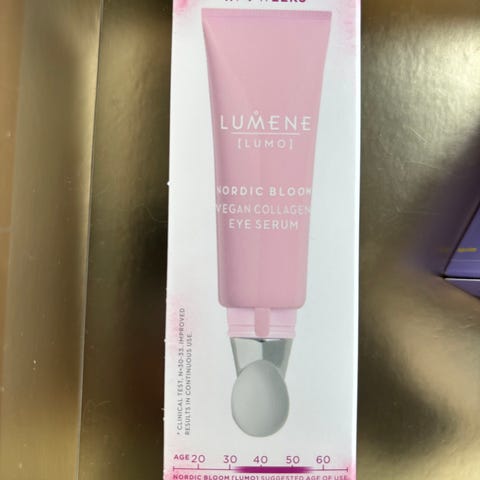 LUMENE
[LUMO]
NORDIC BLOOM
VEGAN COLLAGEN
EYE SERUM
* CLINICAL TEST, N=30-33. IMPROVED
RESULTS IN CONTINUOUS USE.
AGE 20 30 40 50 60
NORDIC BLOOM [LUMO] SUGGESTED AGE OF USE